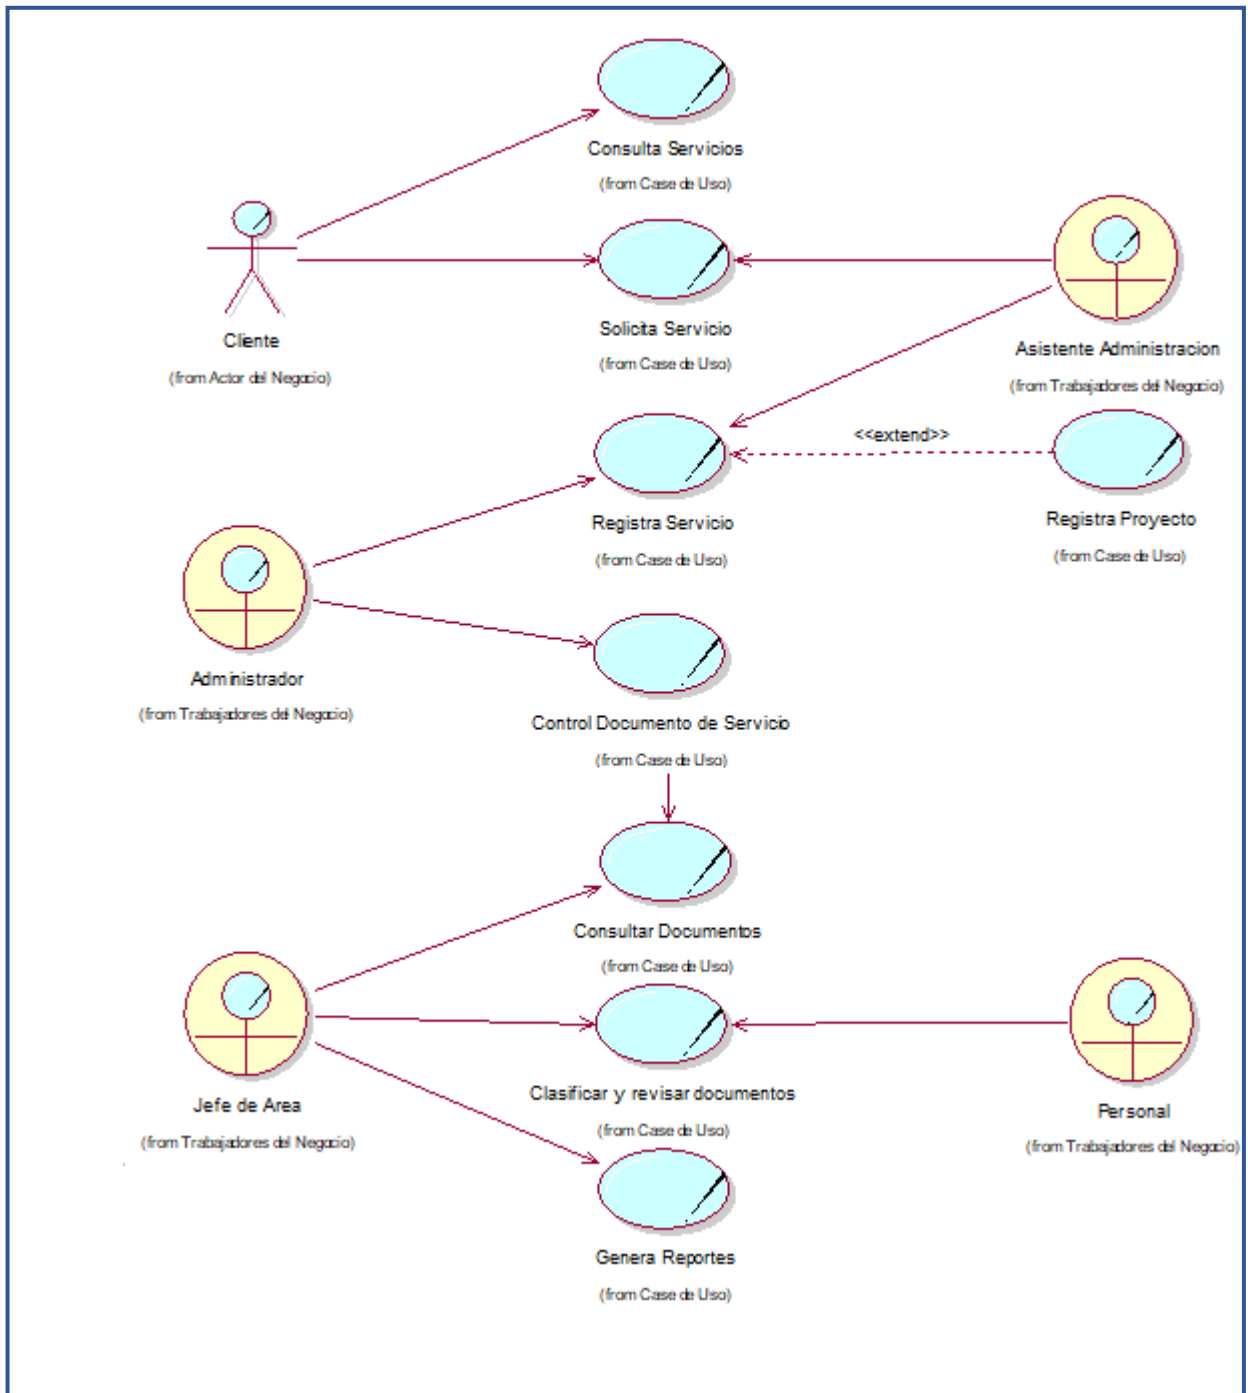 Consulta Servicios
(from Case de Uso)
Cliente
(from Actor del Negocio)
Solicita Servicio
(from Case de Uso)
Asistente Administracion
(from Trabajadores del Negocio)
<<extend>>
Registra Servicio
(from Case de Uso)
Registra Proyecto
(from Case de Uso)
Administrador
(from Trabajadores del Negocio)
Control Documento de Servicio
(from Case de Uso)
Consultar Documentos
(from Case de Uso)
Jefe de Area
(from Trabajadores del Negocio)
Clasificar y revisar documentos
(from Case de Uso)
Personal
(from Trabajadores del Negocio)
Genera Reportes
(from Case de Uso)